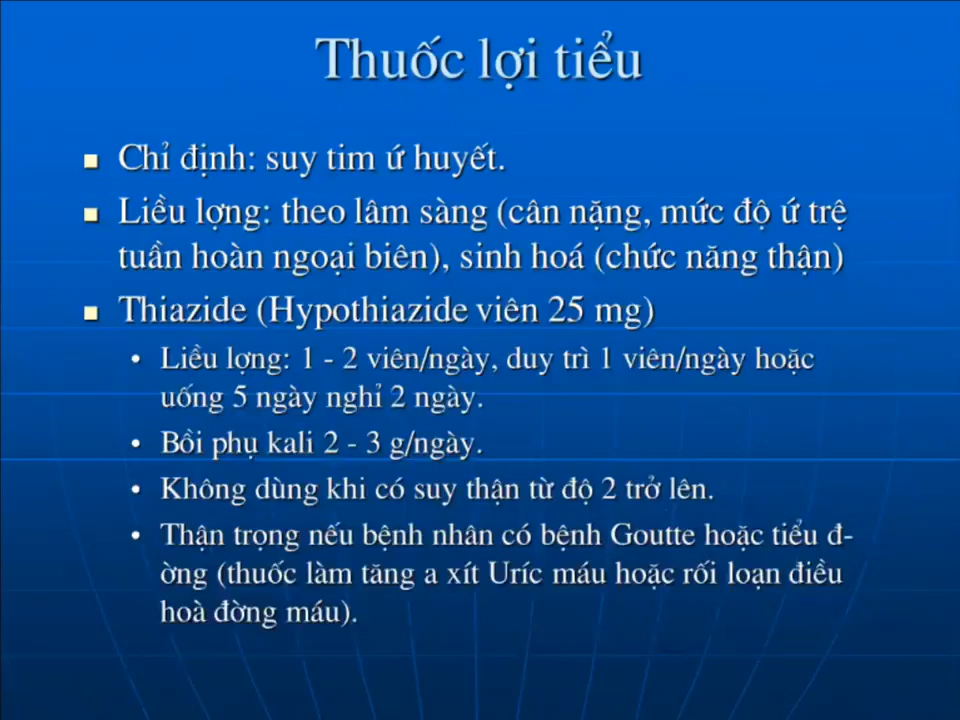 Thuốc lợi tiểu
Chỉ định: suy tim ứ huyết.
Liều lợng: theo lâm sàng (cân nặng, mức độ ứ trệ
tuần hoàn ngoại biên), sinh hoá (chức năng thận)
Thiazide (Hypothiazide viên 25 mg)
Liều lợng: 1 - 2 viên/ngày, duy trì 1 viên/ngày hoặc
uống 5 ngày nghỉ 2 ngày.
Bồi phụ kali 2 - 3 g/ngày.
Không dùng khi có suy thận từ độ 2 trở lên.
Thận trọng nếu bệnh nhân có bệnh Goutte hoặc tiểu đ-
ờng (thuốc làm tăng a xít Uríc máu hoặc rối loạn điều
hoà đờng máu).